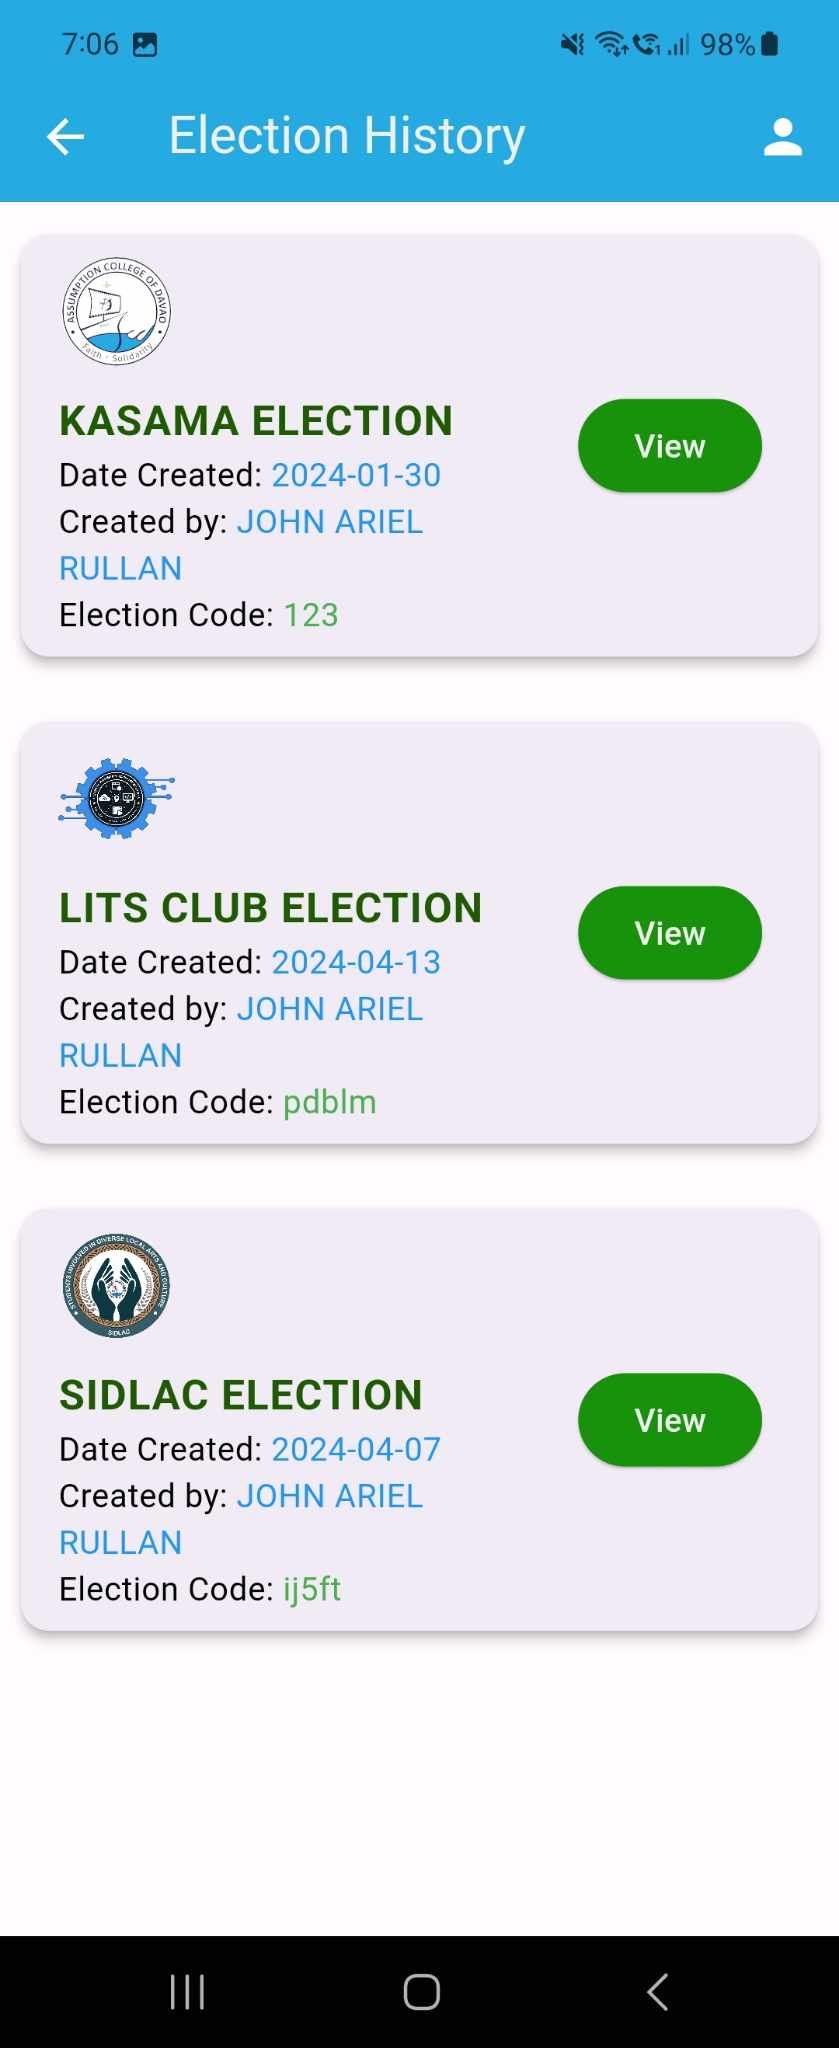 7:06
98%
Election History
ASSUMPTION COLLEGE OF DAVAO
Faith - Solidarity
KASAMA ELECTION
View
Date Created: 2024-01-30
Created by: JOHN ARIEL
RULLAN
Election Code: 123
LITS CLUB ELECTION
View
Date Created: 2024-04-13
Created by: JOHN ARIEL
RULLAN
Election Code: pdblm
STUDENTS INVOLVED IN DIVERSE LOCAL ARTS AND CULTURE
SIDLAC
SIDLAC ELECTION
View
Date Created: 2024-04-07
Created by: JOHN ARIEL
RULLAN
Election Code: ij5ft